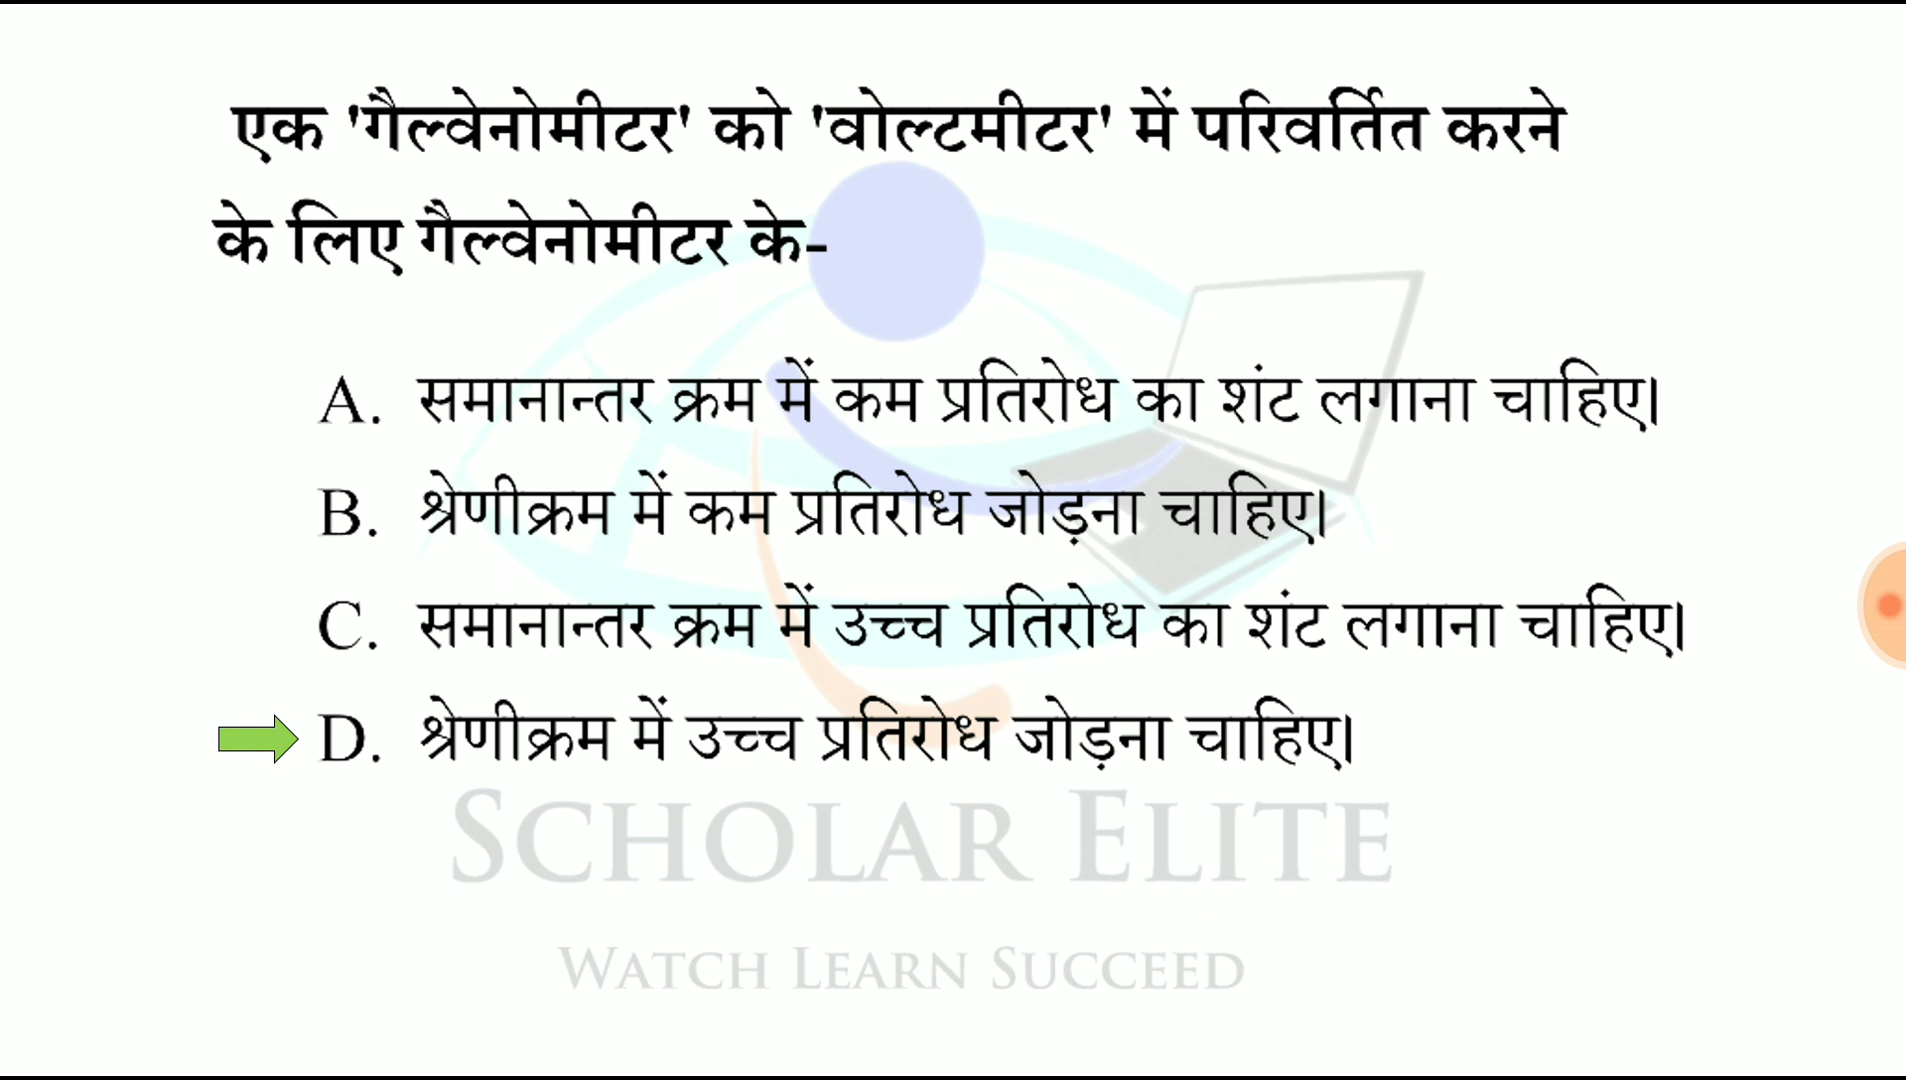 एक 'गैल्वेनोमीटर' को 'वोल्टमीटर' में परिवर्तित करने
के लिए गैल्वेनोमीटर के-
A. समानान्तर क्रम में कम प्रतिरोध का शंट लगाना चाहिए।
B. श्रेणीक्रम में कम प्रतिरोध जोड़ना चाहिए।
C. समानान्तर क्रम में उच्च प्रतिरोध का शंट लगाना चाहिए।
D. श्रेणीक्रम में उच्च प्रतिरोध जोड़ना चाहिए।
SCHOLAR ELITE
WATCH LEARN SUCCEED